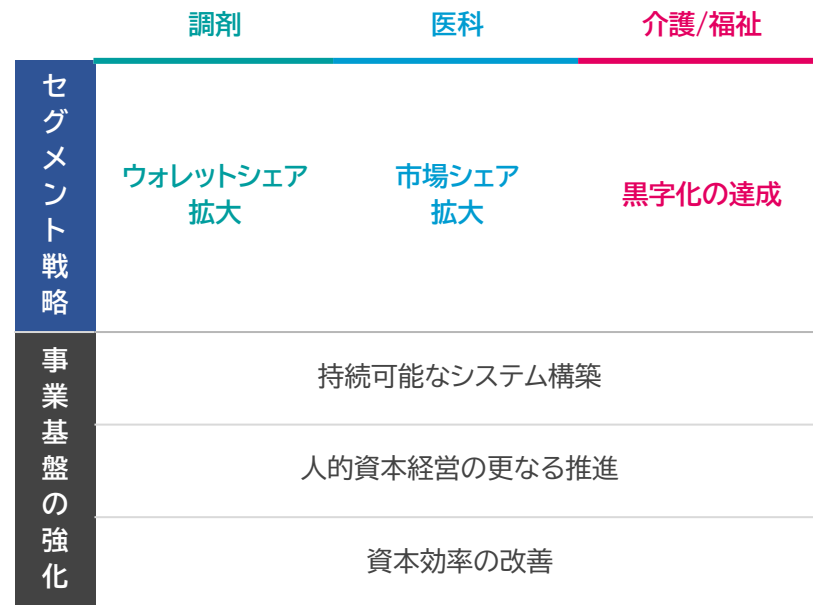 調剤
医科
介護/福祉
セグメント戦略
ウォレットシェア
拡大
市場シェア
拡大
黒字化の達成
事業基盤の強化
持続可能なシステム構築
人的資本経営の更なる推進
資本効率の改善